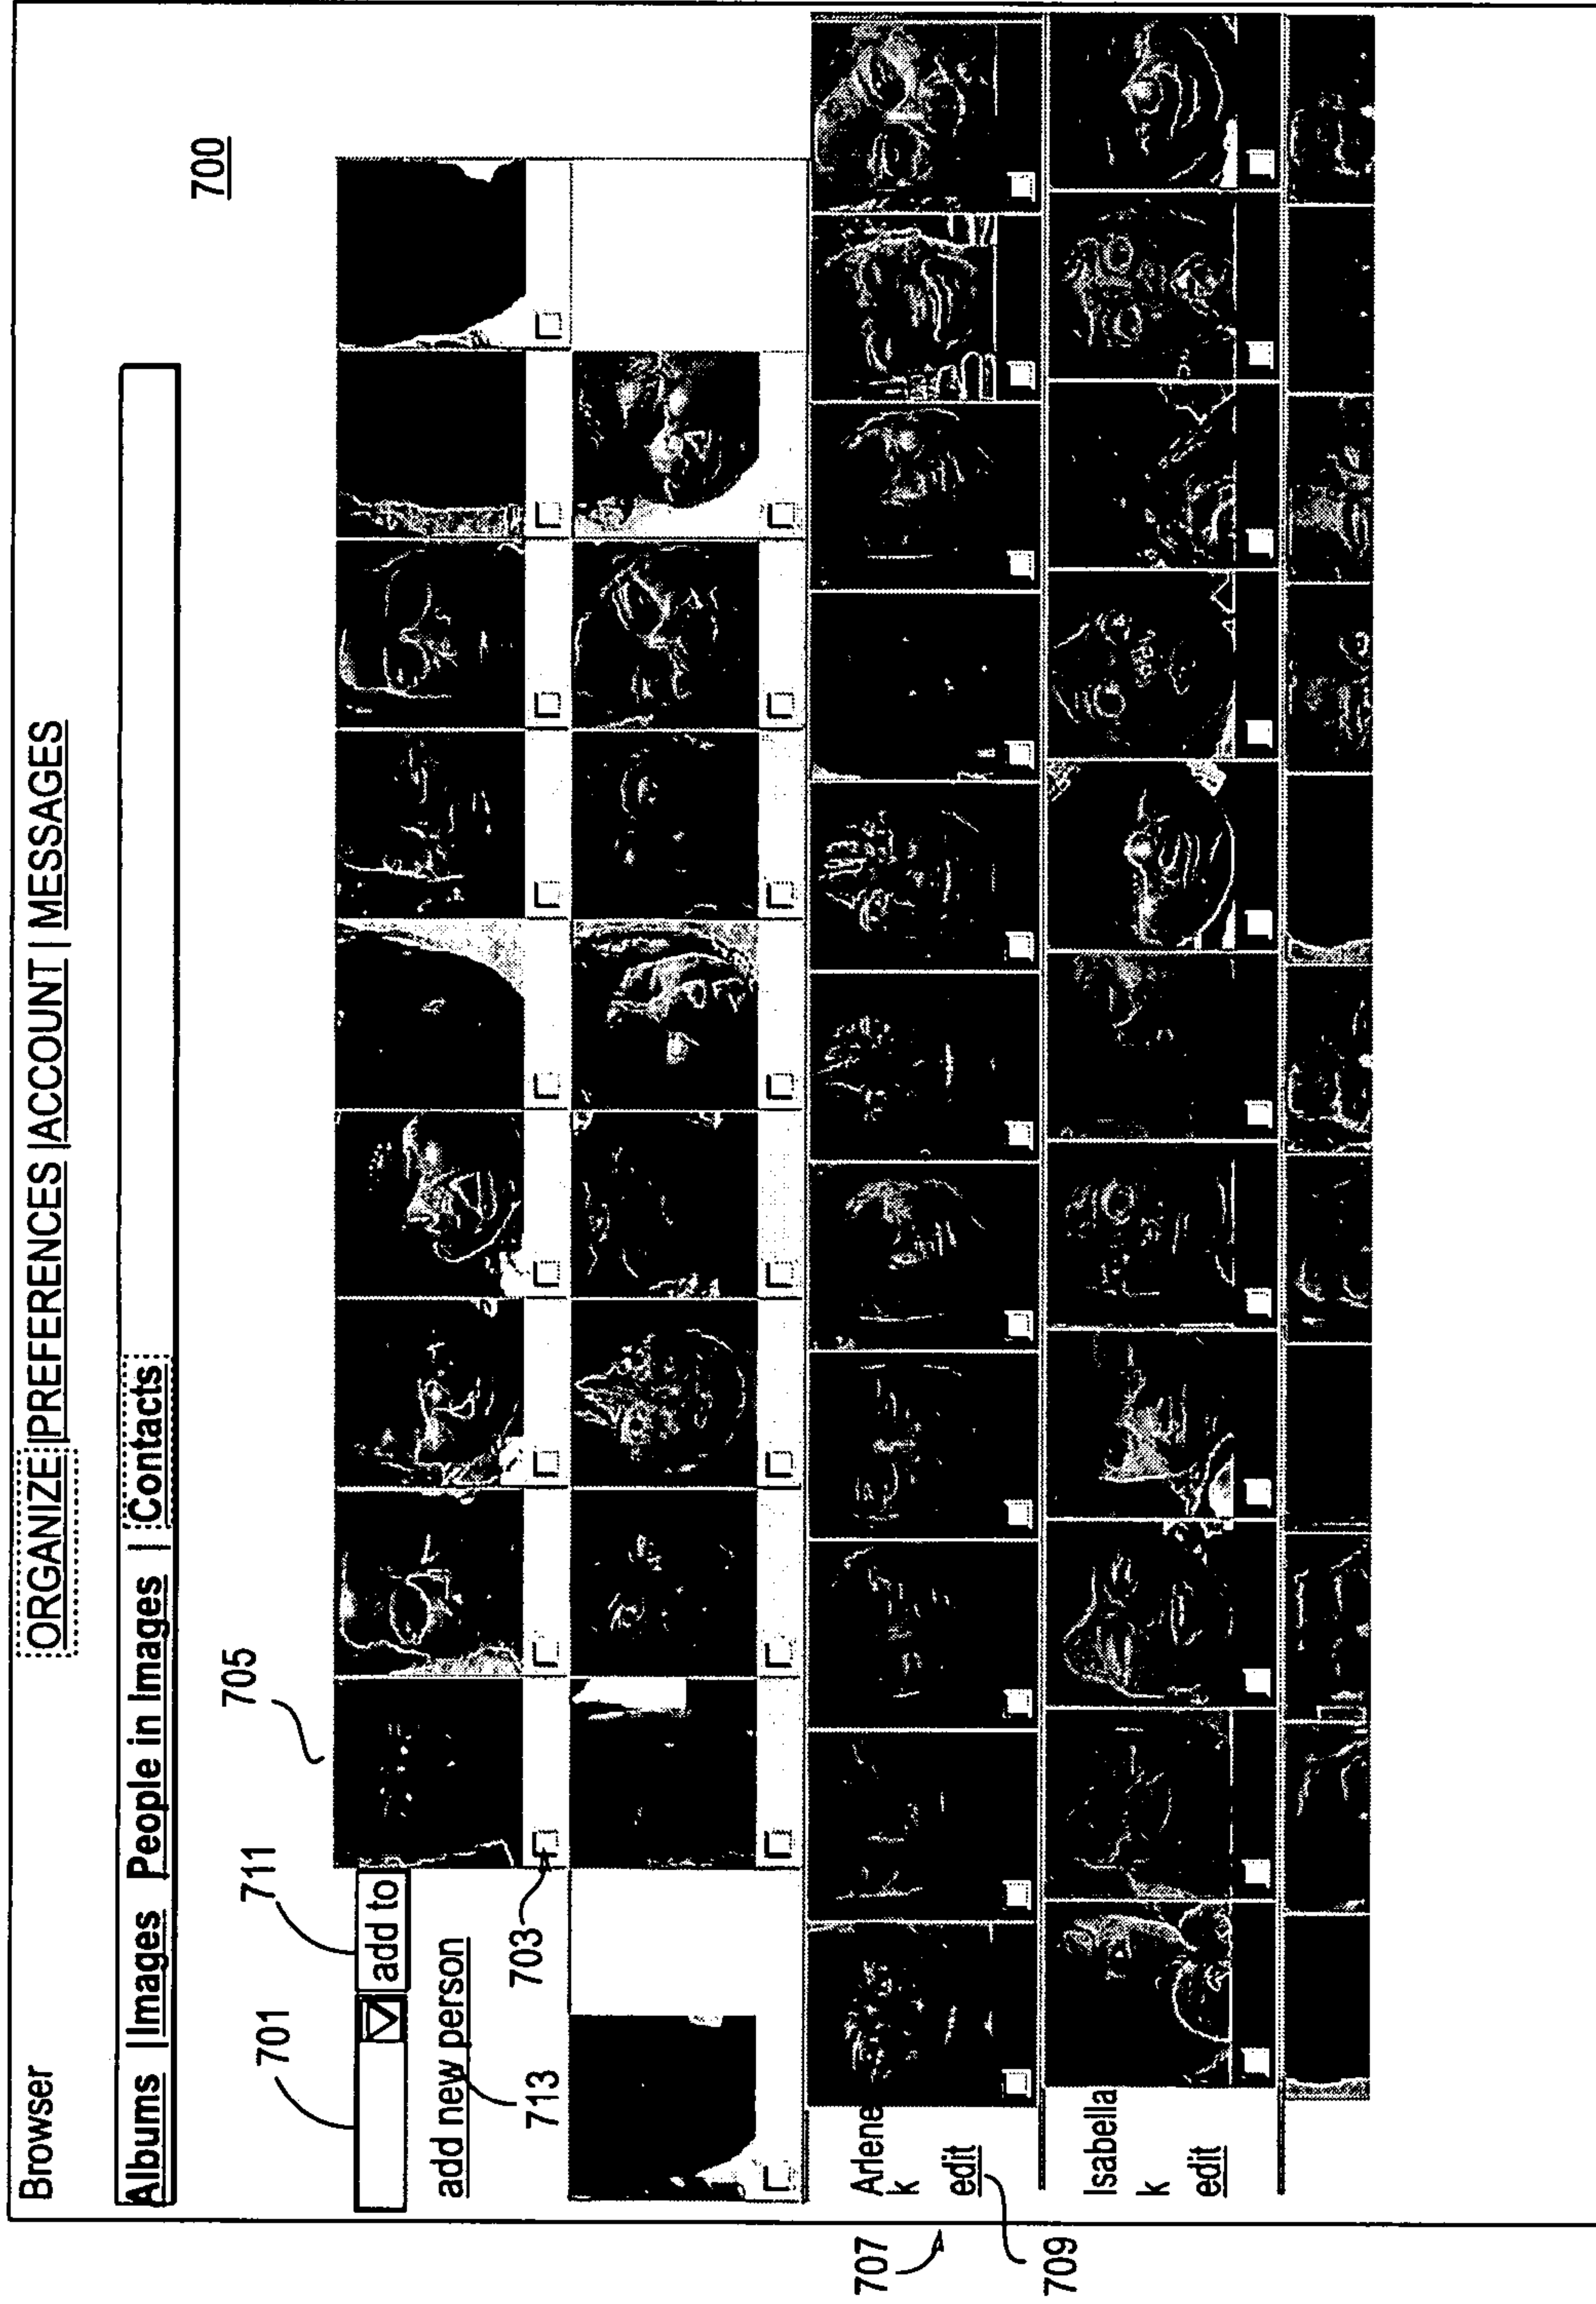 Browser
ORGANIZE |PREFERENCES |ACCOUNT | MESSAGES
Albums |Images People in Images | Contacts
700
705
711
701
add to
add new person
703
713
Arlene
k
edit
707
709
Isabella
k
edit